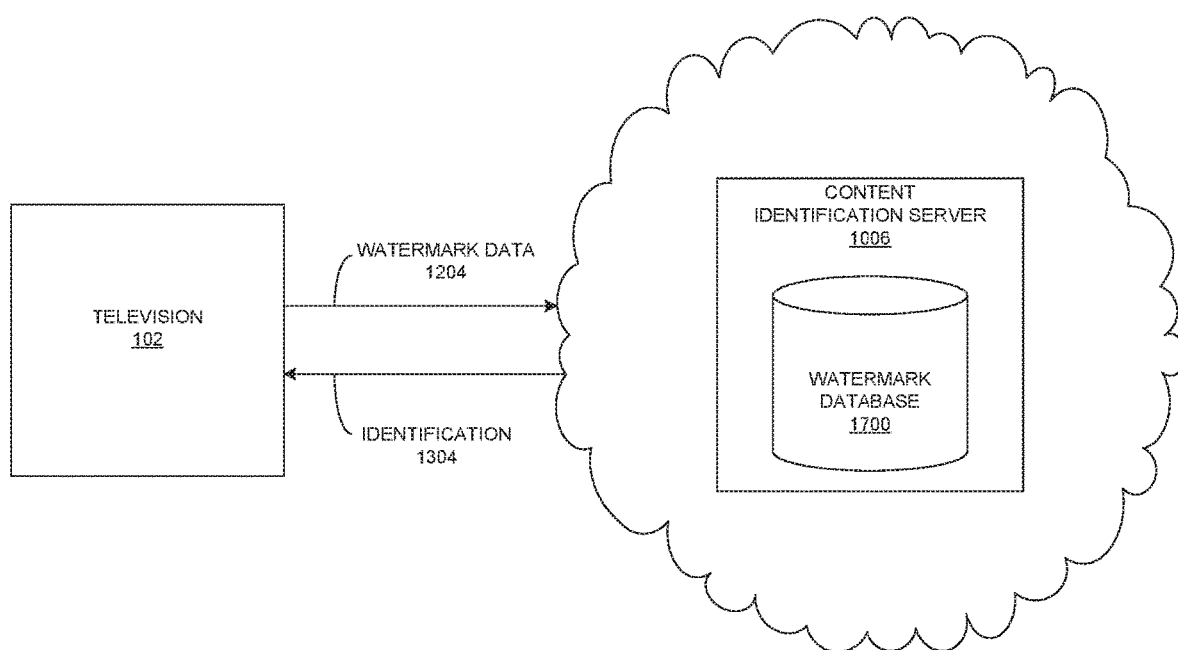 TELEVISION
102
WATERMARK DATA
1204
IDENTIFICATION
1304
CONTENT
IDENTIFICATION SERVER
1006
WATERMARK
DATABASE
1700